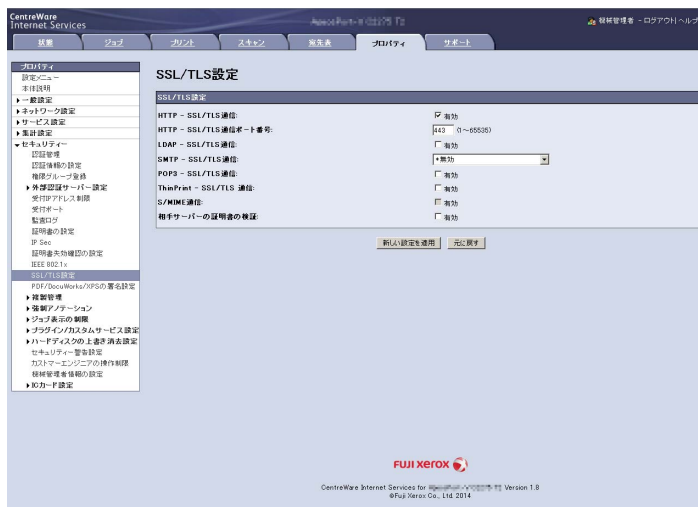 CentreWare
Internet Services
機械管理者 - ログアウト | ヘルプ
状態
ジョブ
プリント
スキャン
宛先表
プロパティ
サポート
プロパティ
設定メニュー
本体説明
一般設定
ネットワーク設定
サービス設定
集計設定
セキュリティー
認証管理
認証情報の設定
権限グループ登録
外部認証サーバー設定
受付IPアドレス制限
受付ポート
監査ログ
証明書の設定
IP Sec
証明書失効確認の設定
IEEE 802.1x
SSL/TLS設定
PDF/DocuWorks/XPSの署名設定
複製管理
強制アノテーション
ジョブ表示の制限
プラグイン/カスタムサービス設定
ハードディスクの上書き消去設定
セキュリティー警告設定
カストマーエンジニアの操作制限
機械管理者情報の設定
ICカード設定
SSL/TLS設定
SSL/TLS設定
HTTP - SSL/TLS通信: 有効
HTTP - SSL/TLS通信ポート番号: 443 (1～65535)
LDAP - SSL/TLS通信: 有効
SMTP - SSL/TLS通信: *無効
POP3 - SSL/TLS通信: 有効
ThinPrint - SSL/TLS 通信: 有効
S/MIME通信: 有効
相手サーバーの証明書の検証: 有効
新しい設定を適用 元に戻す
FUJI xerox
CentreWare Internet Services for Version 1.8
©Fuji Xerox Co., Ltd. 2014